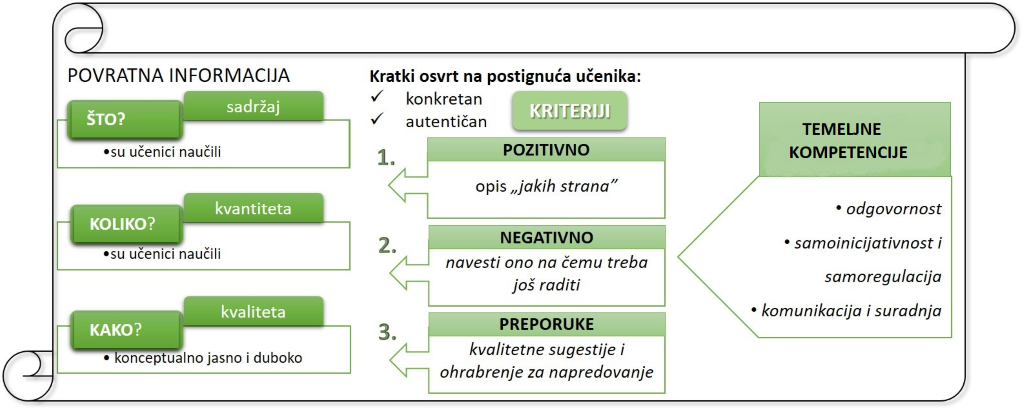 POVRATNA INFORMACIJA
sadržaj
ŠTO?
•su učenici naučili
kvantiteta
KOLIKO?
•su učenici naučili
kvaliteta
KAKO?
• konceptualno jasno i duboko
Kratki osvrt na postignuća učenika:
✓ konkretan
✓ autentičan
KRITERIJI
1.
POZITIVNO
opis „jakih strana”
2.
NEGATIVNO
navesti ono na čemu treba
još raditi
3.
PREPORUKE
kvalitetne sugestije i
ohrabrenje za napredovanje
TEMELJNE
KOMPETENCIJE
• odgovornost
• samoinicijativnost i
samoregulacija
• komunikacija i suradnja